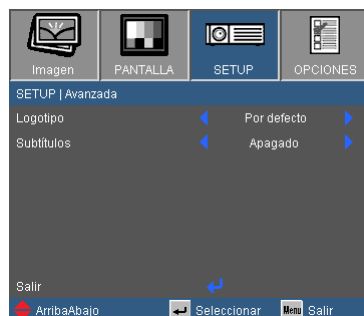 Imagen PANTALLA SETUP OPCIONES
SETUP | Avanzada
Logotipo Por defecto
Subtítulos Apagado
Salir
ArribaAbajo Seleccionar Menu Salir